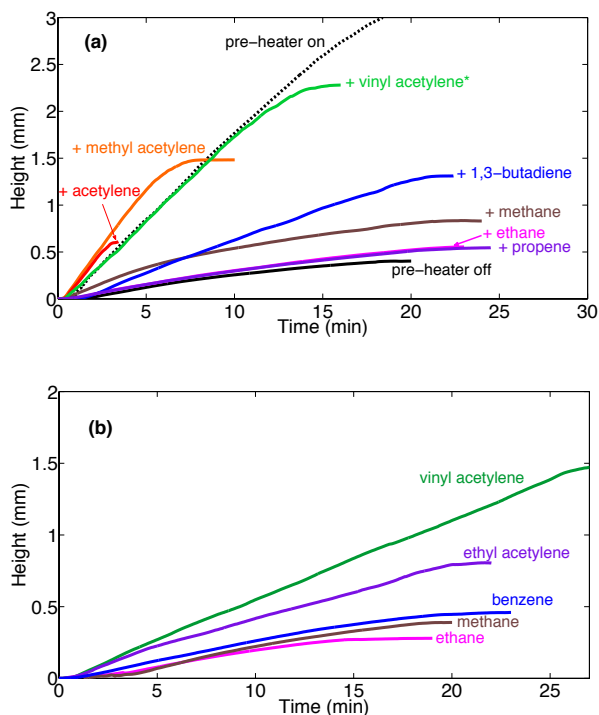 (a)
pre-heater on
+ vinyl acetylene*
+ methyl acetylene
+ acetylene
+ 1,3-butadiene
+ methane
+ ethane
+ propene
pre-heater off
Height (mm)
3
2.5
2
1.5
1
0.5
0
0 5 10 15 20 25 30
Time (min)
(b)
vinyl acetylene
ethyl acetylene
benzene
methane
ethane
Height (mm)
2
1.5
1
0.5
0
0 5 10 15 20 25
Time (min)